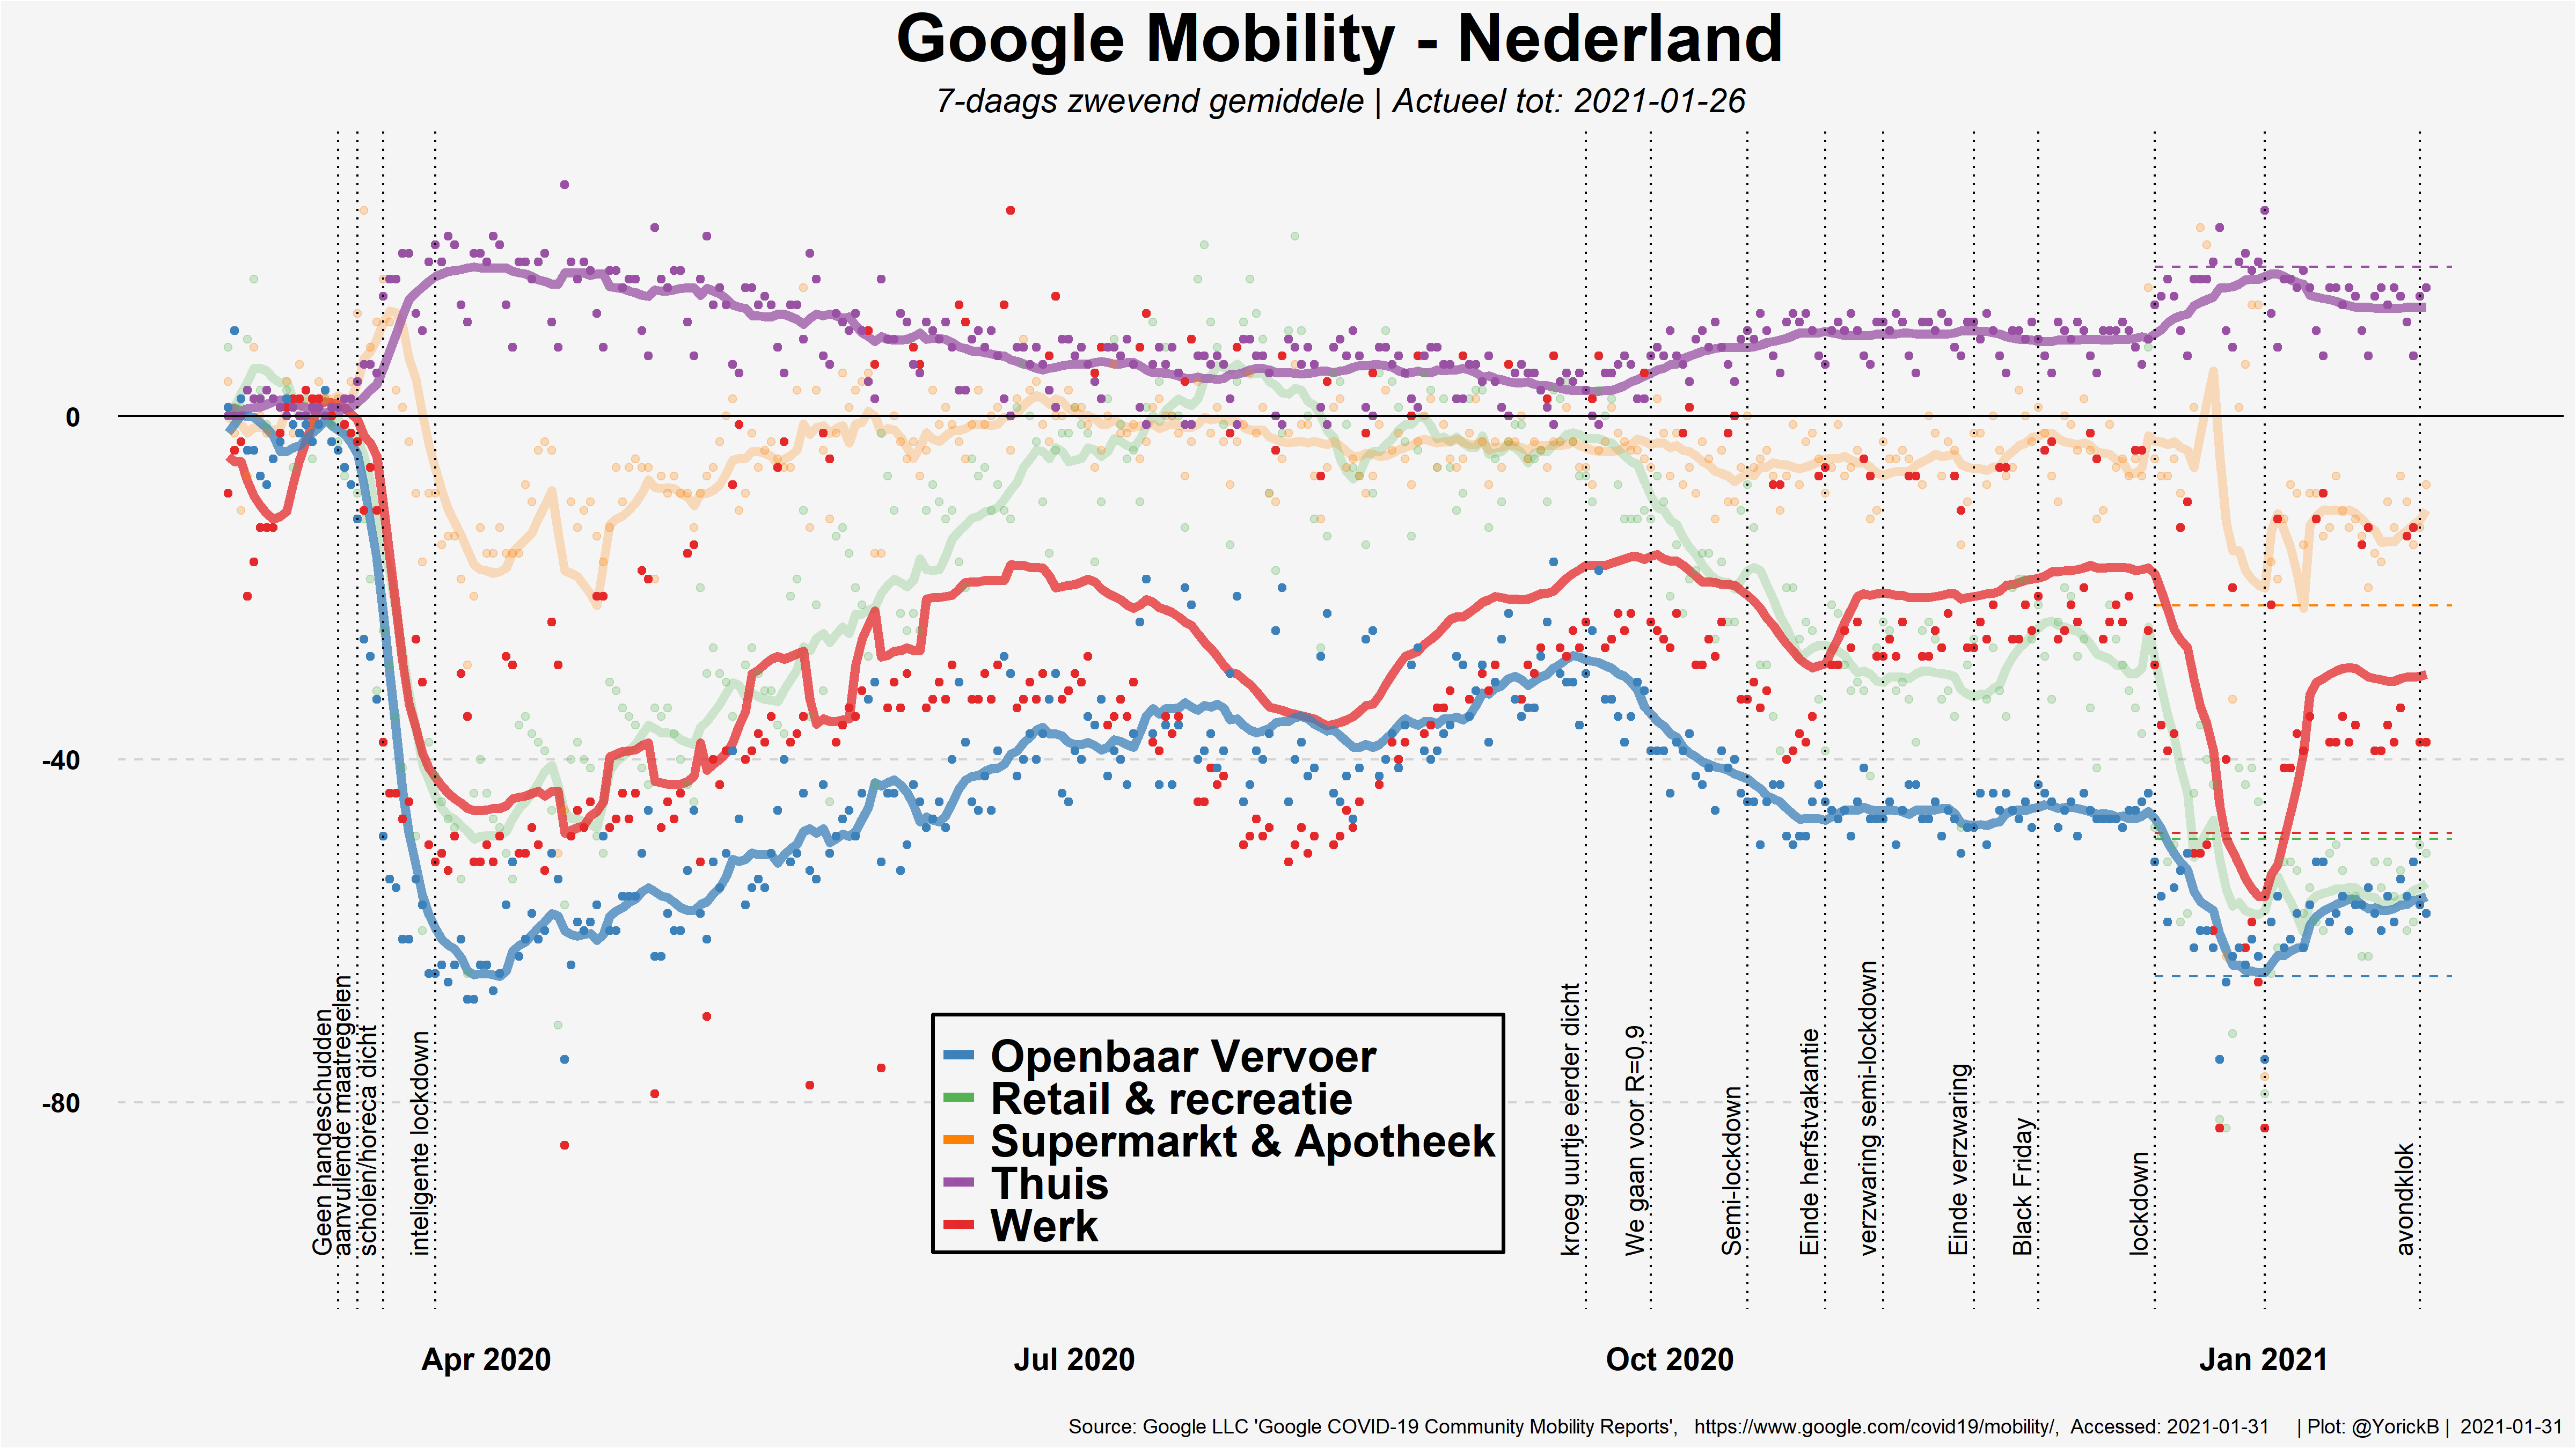 Google Mobility - Nederland
7-daags zwevend gemiddele | Actueel tot: 2021-01-26
0
-40
-80
Geen handeschudden
aanvullende maatregelen
scholen/horeca dicht
inteligente lockdown
kroeg uurtje eerder dicht
We gaan voor R=0,9
Semi-lockdown
Einde herfstvakantie
verzwaring semi-lockdown
Einde verzwaring
Black Friday
lockdown
avondklok
Openbaar Vervoer
Retail & recreatie
Supermarkt & Apotheek
Thuis
Werk
Apr 2020
Jul 2020
Oct 2020
Jan 2021
Source: Google LLC 'Google COVID-19 Community Mobility Reports', https://www.google.com/covid19/mobility/, Accessed: 2021-01-31 | Plot: @YorickB | 2021-01-31